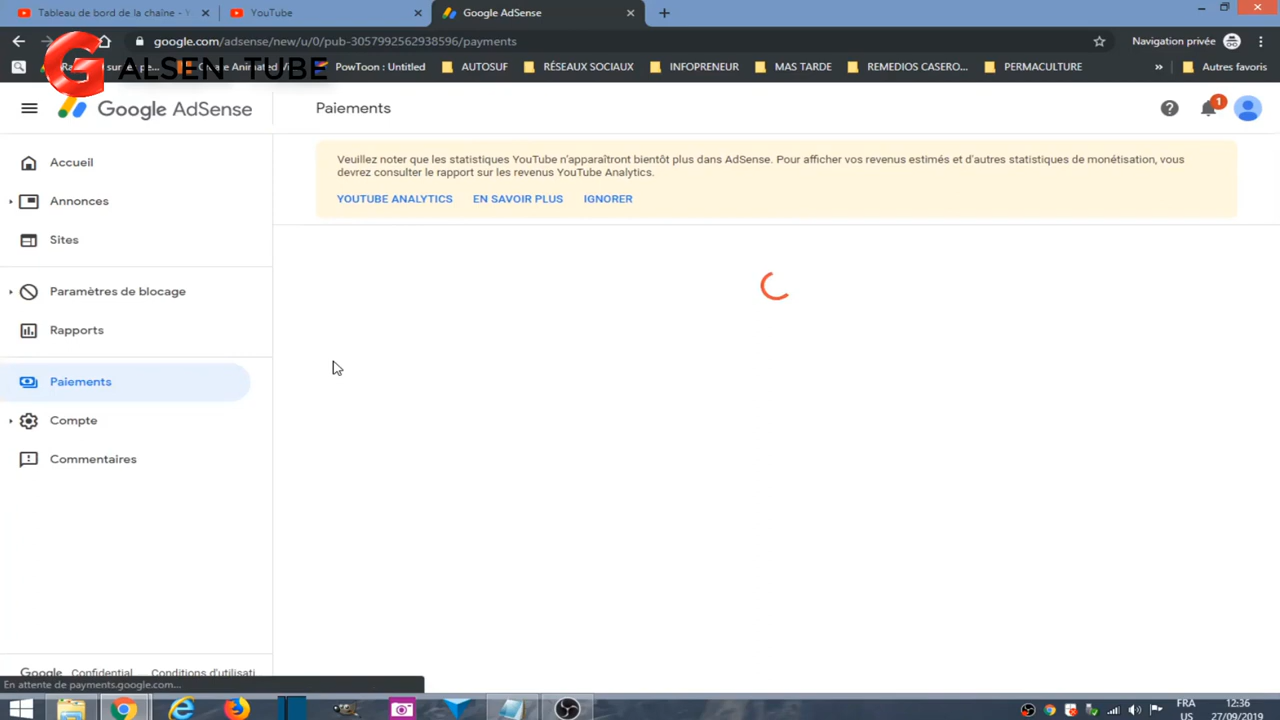 Tableau de bord de la chaîne - Y
YouTube
Google AdSense
google.com/adsense/new/u/0/pub-3057992562938596/payments
Navigation privée
GALSEN TUBE
PowToon : Untitled
AUTOSUF
RÉSEAUX SOCIAUX
INFOPRENEUR
MAS TARDE
REMEDIOS CASERO...
PERMACULTURE
»
Autres favoris
Google AdSense
Paiements
1
Accueil
Annonces
Sites
Paramètres de blocage
Rapports
Paiements
Compte
Commentaires
Veuillez noter que les statistiques YouTube n'apparaîtront bientôt plus dans AdSense. Pour afficher vos revenus estimés et d'autres statistiques de monétisation, vous
devrez consulter le rapport sur les revenus YouTube Analytics.
YOUTUBE ANALYTICS EN SAVOIR PLUS IGNORER
Google Confidential Conditions d'utilisati
En attente de payments.google.com...
FRA
US
12:36
27/09/2019